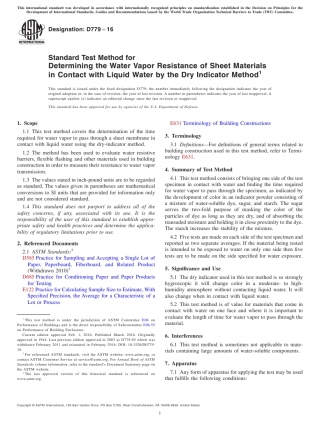 This international standard was developed in accordance with internationally recognized principles on standardization established in the Decision on Principles for the
Development of International Standards, Guides and Recommendations issued by the World Trade Organization Technical Barriers to Trade (TBT) Committee.
Designation: D779 − 16
Standard Test Method for
Determining the Water Vapor Resistance of Sheet Materials
in Contact with Liquid Water by the Dry Indicator Method1
This standard is issued under the fixed designation D779; the number immediately following the designation indicates the year of
original adoption or, in the case of revision, the year of last revision. A number in parentheses indicates the year of last reapproval. A
superscript epsilon (ε) indicates an editorial change since the last revision or reapproval.
This standard has been approved for use by agencies of the U.S. Department of Defense.
1. Scope
1.1 This test method covers the determination of the time
required for water vapor to pass through a sheet membrane in
contact with liquid water using the dry-indicator method.
1.2 The method has been used to evaluate water resistive
barriers, flexible flashing and other materials used in building
construction in order to measure their resistance to water vapor
transmission.
1.3 The values stated in inch-pound units are to be regarded
as standard. The values given in parentheses are mathematical
conversions to SI units that are provided for information only
and are not considered standard.
1.4 This standard does not purport to address all of the
safety concerns, if any, associated with its use. It is the
responsibility of the user of this standard to establish appro-
priate safety and health practices and determine the applica-
bility of regulatory limitations prior to use.
2. Referenced Documents
2.1 ASTM Standards:2
D585 Practice for Sampling and Accepting a Single Lot of
Paper, Paperboard, Fiberboard, and Related Product
(Withdrawn 2010)3
D685 Practice for Conditioning Paper and Paper Products
for Testing
E122 Practice for Calculating Sample Size to Estimate, With
Specified Precision, the Average for a Characteristic of a
Lot or Process
1 This test method is under the jurisdiction of ASTM Committee E06 on
Performance of Buildings and is the direct responsibility of Subcommittee E06.55
on Performance of Building Enclosures.
Current edition approved Feb. 1, 2016. Published March 2016. Originally
approved in 1944. Last previous edition approved in 2003 as D779-03 which was
withdrawn February 2011 and reinstated in February 2016. DOI: 10.1520/D0779-
16.
2 For referenced ASTM standards, visit the ASTM website, www.astm.org, or
contact ASTM Customer Service at service@astm.org. For Annual Book of ASTM
Standards volume information, refer to the standard's Document Summary page on
the ASTM website.
3 The last approved version of this historical standard is referenced on
www.astm.org.
E631 Terminology of Building Constructions
3. Terminology
3.1 Definitions—For definitions of general terms related to
building construction used in this test method, refer to Termi-
nology E631.
4. Summary of Test Method
4.1 This test method consists of bringing one side of the test
specimen in contact with water and finding the time required
for water vapor to pass through the specimen, as indicated by
the development of color in an indicator powder consisting of
a mixture of water-soluble dye, sugar, and starch. The sugar
serves the two-fold purpose of masking the color of the
particles of dye as long as they are dry, and of absorbing the
transuded moisture and holding it in close proximity to the dye.
The starch increases the stability of the mixture.
4.2 Five tests are made on each side of the test specimen and
reported as two separate averages. If the material being tested
is intended to be exposed to water on only one side then five
tests are to be made on the side specified for water exposure.
5. Significance and Use
5.1 The dry indicator used in this test method is so strongly
hygroscopic it will change color in a moderate- to high-
humidity atmosphere without contacting liquid water. It will
also change when in contact with liquid water.
5.2 This test method is of value for materials that come in
contact with water on one face and where it is important to
evaluate the length of time for water vapor to pass through the
material.
6. Interferences
6.1 This test method is sometimes not applicable to mate-
rials containing large amounts of water-soluble components.
7. Apparatus
7.1 Any form of apparatus for applying the test may be used
that fulfills the following conditions:
Copyright © ASTM International, 100 Barr Harbor Drive, PO Box C700, West Conshohocken, PA 19428-2959. United States
1